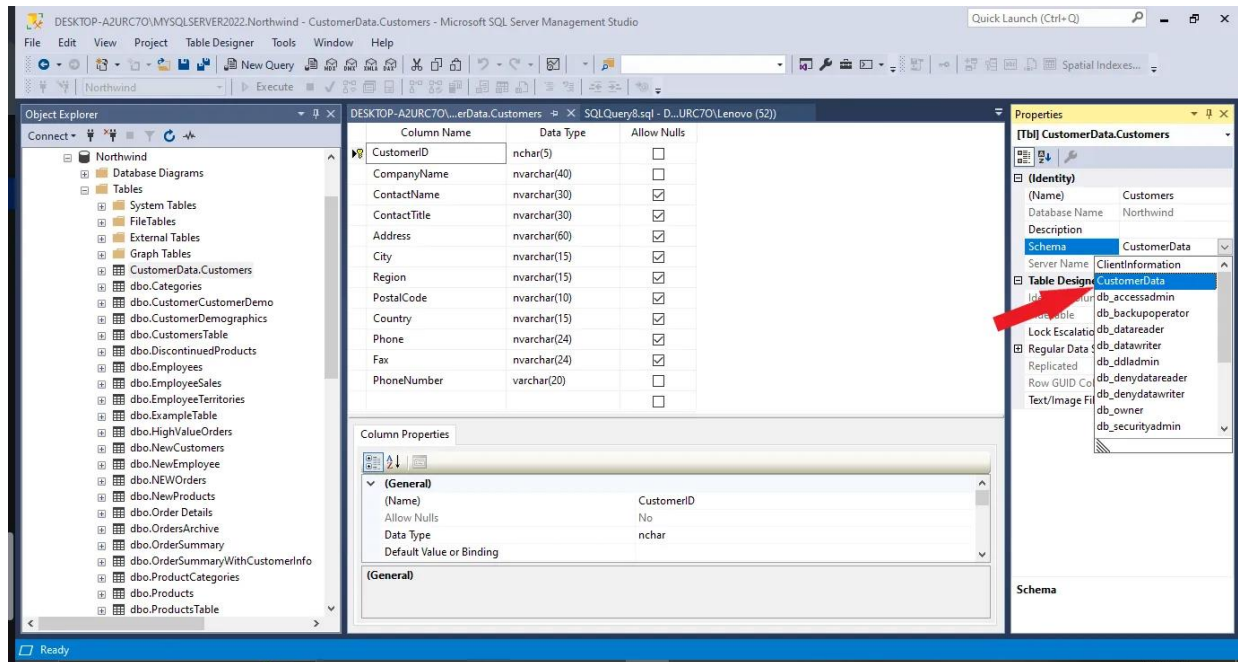 DESKTOP-A2URC7O\MYSQLSERVER2022.Northwind - CustomerData.Customers - Microsoft SQL Server Management Studio
Quick Launch (Ctrl+Q)
File Edit View Project Table Designer Tools Window Help
New Query
Spatial Indexes...
Northwind
Execute
Object Explorer
Connect
Northwind
Database Diagrams
Tables
System Tables
FileTables
External Tables
Graph Tables
CustomerData.Customers
dbo.Categories
dbo.CustomerCustomerDemo
dbo.CustomerDemographics
dbo.CustomersTable
dbo.DiscontinuedProducts
dbo.Employees
dbo.EmployeeSales
dbo.EmployeeTerritories
dbo.ExampleTable
dbo.HighValueOrders
dbo.NewCustomers
dbo.NewEmployee
dbo.NEWOrders
dbo.NewProducts
dbo.Order Details
dbo.OrdersArchive
dbo.OrderSummary
dbo.OrderSummaryWithCustomerInfo
dbo.ProductCategories
dbo.Products
dbo.ProductsTable
DESKTOP-A2URC7O\...erData.Customers SQLQuery8.sql - D...URC7O\Lenovo (52))
Column Name Data Type Allow Nulls
CustomerID nchar(5)
CompanyName nvarchar(40)
ContactName nvarchar(30)
ContactTitle nvarchar(30)
Address nvarchar(60)
City nvarchar(15)
Region nvarchar(15)
PostalCode nvarchar(10)
Country nvarchar(15)
Phone nvarchar(24)
Fax nvarchar(24)
PhoneNumber varchar(20)
Column Properties
(General)
(Name) CustomerID
Allow Nulls No
Data Type nchar
Default Value or Binding
(General)
Properties
[Tbl] CustomerData.Customers
(Identity)
(Name) Customers
Database Name Northwind
Description
Schema CustomerData
Server Name
Table Designe
Lock Escalatio
Regular Data S
Replicated
Row GUID Col
Text/Image Fil
ClientInformation
CustomerData
db_accessadmin
db_backupoperator
db_datareader
db_datawriter
db_ddladmin
db_denydatareader
db_denydatawriter
db_owner
db_securityadmin
Schema
Ready